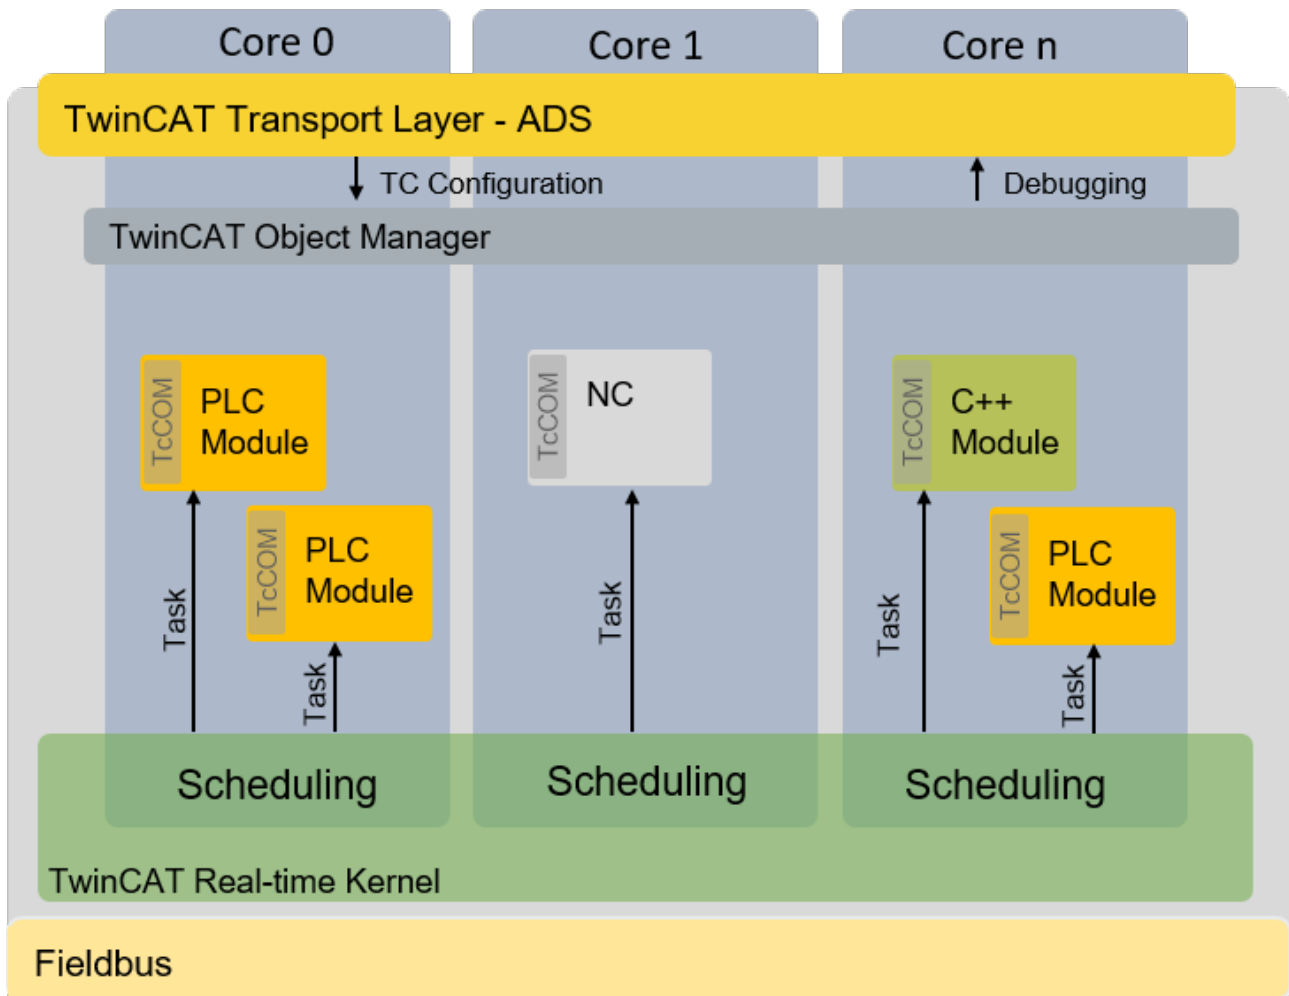 Core 0
Core 1
Core n
TwinCAT Transport Layer - ADS
TC Configuration
Debugging
TwinCAT Object Manager
TcCOM
PLC
Module
TcCOM
NC
TcCOM
C++
Module
TcCOM
PLC
Module
TcCOM
PLC
Module
Task
Task
Task
Task
Task
Scheduling
Scheduling
Scheduling
TwinCAT Real-time Kernel
Fieldbus